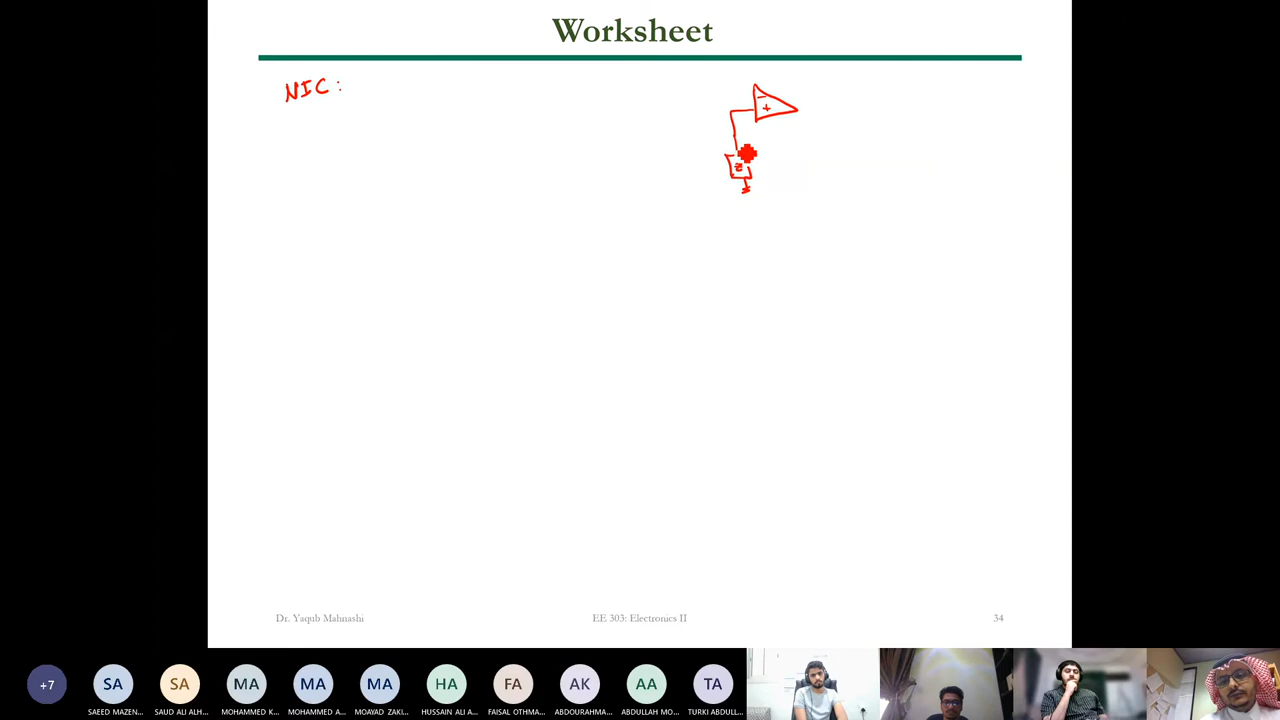 Worksheet
NIC :
-
+
Z
Dr. Yaqub Mahnashi
EE 303: Electronics II
34
+7
SA
SA
MA
MA
MA
HA
FA
AK
AA
TA
SAEED MAZEN...
SAUD ALI ALH...
MOHAMMED K...
MOHAMMED A...
MOAYAD ZAKI...
HUSSAIN ALI A...
FAISAL OTHMA...
ABDOURAHMA...
ABDULLAH MO...
TURKI ABDULL...